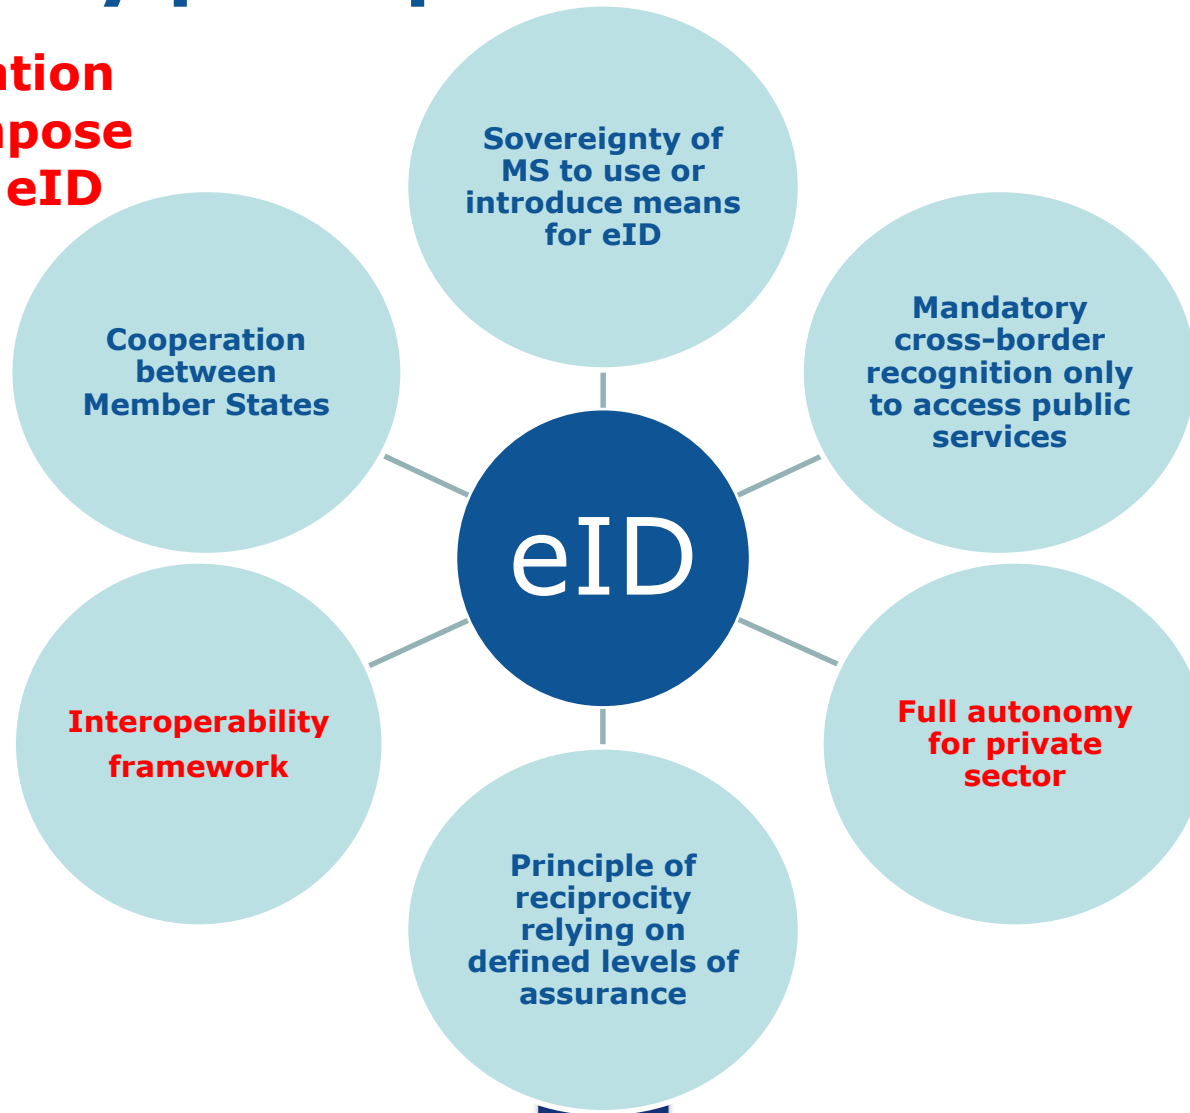 eID
Sovereignty of
MS to use or
introduce means
for eID
Mandatory
cross-border
recognition only
to access public
services
Full autonomy
for private
sector
Principle of
reciprocity
relying on
defined levels of
assurance
Interoperability
framework
Cooperation
between
Member States
eID